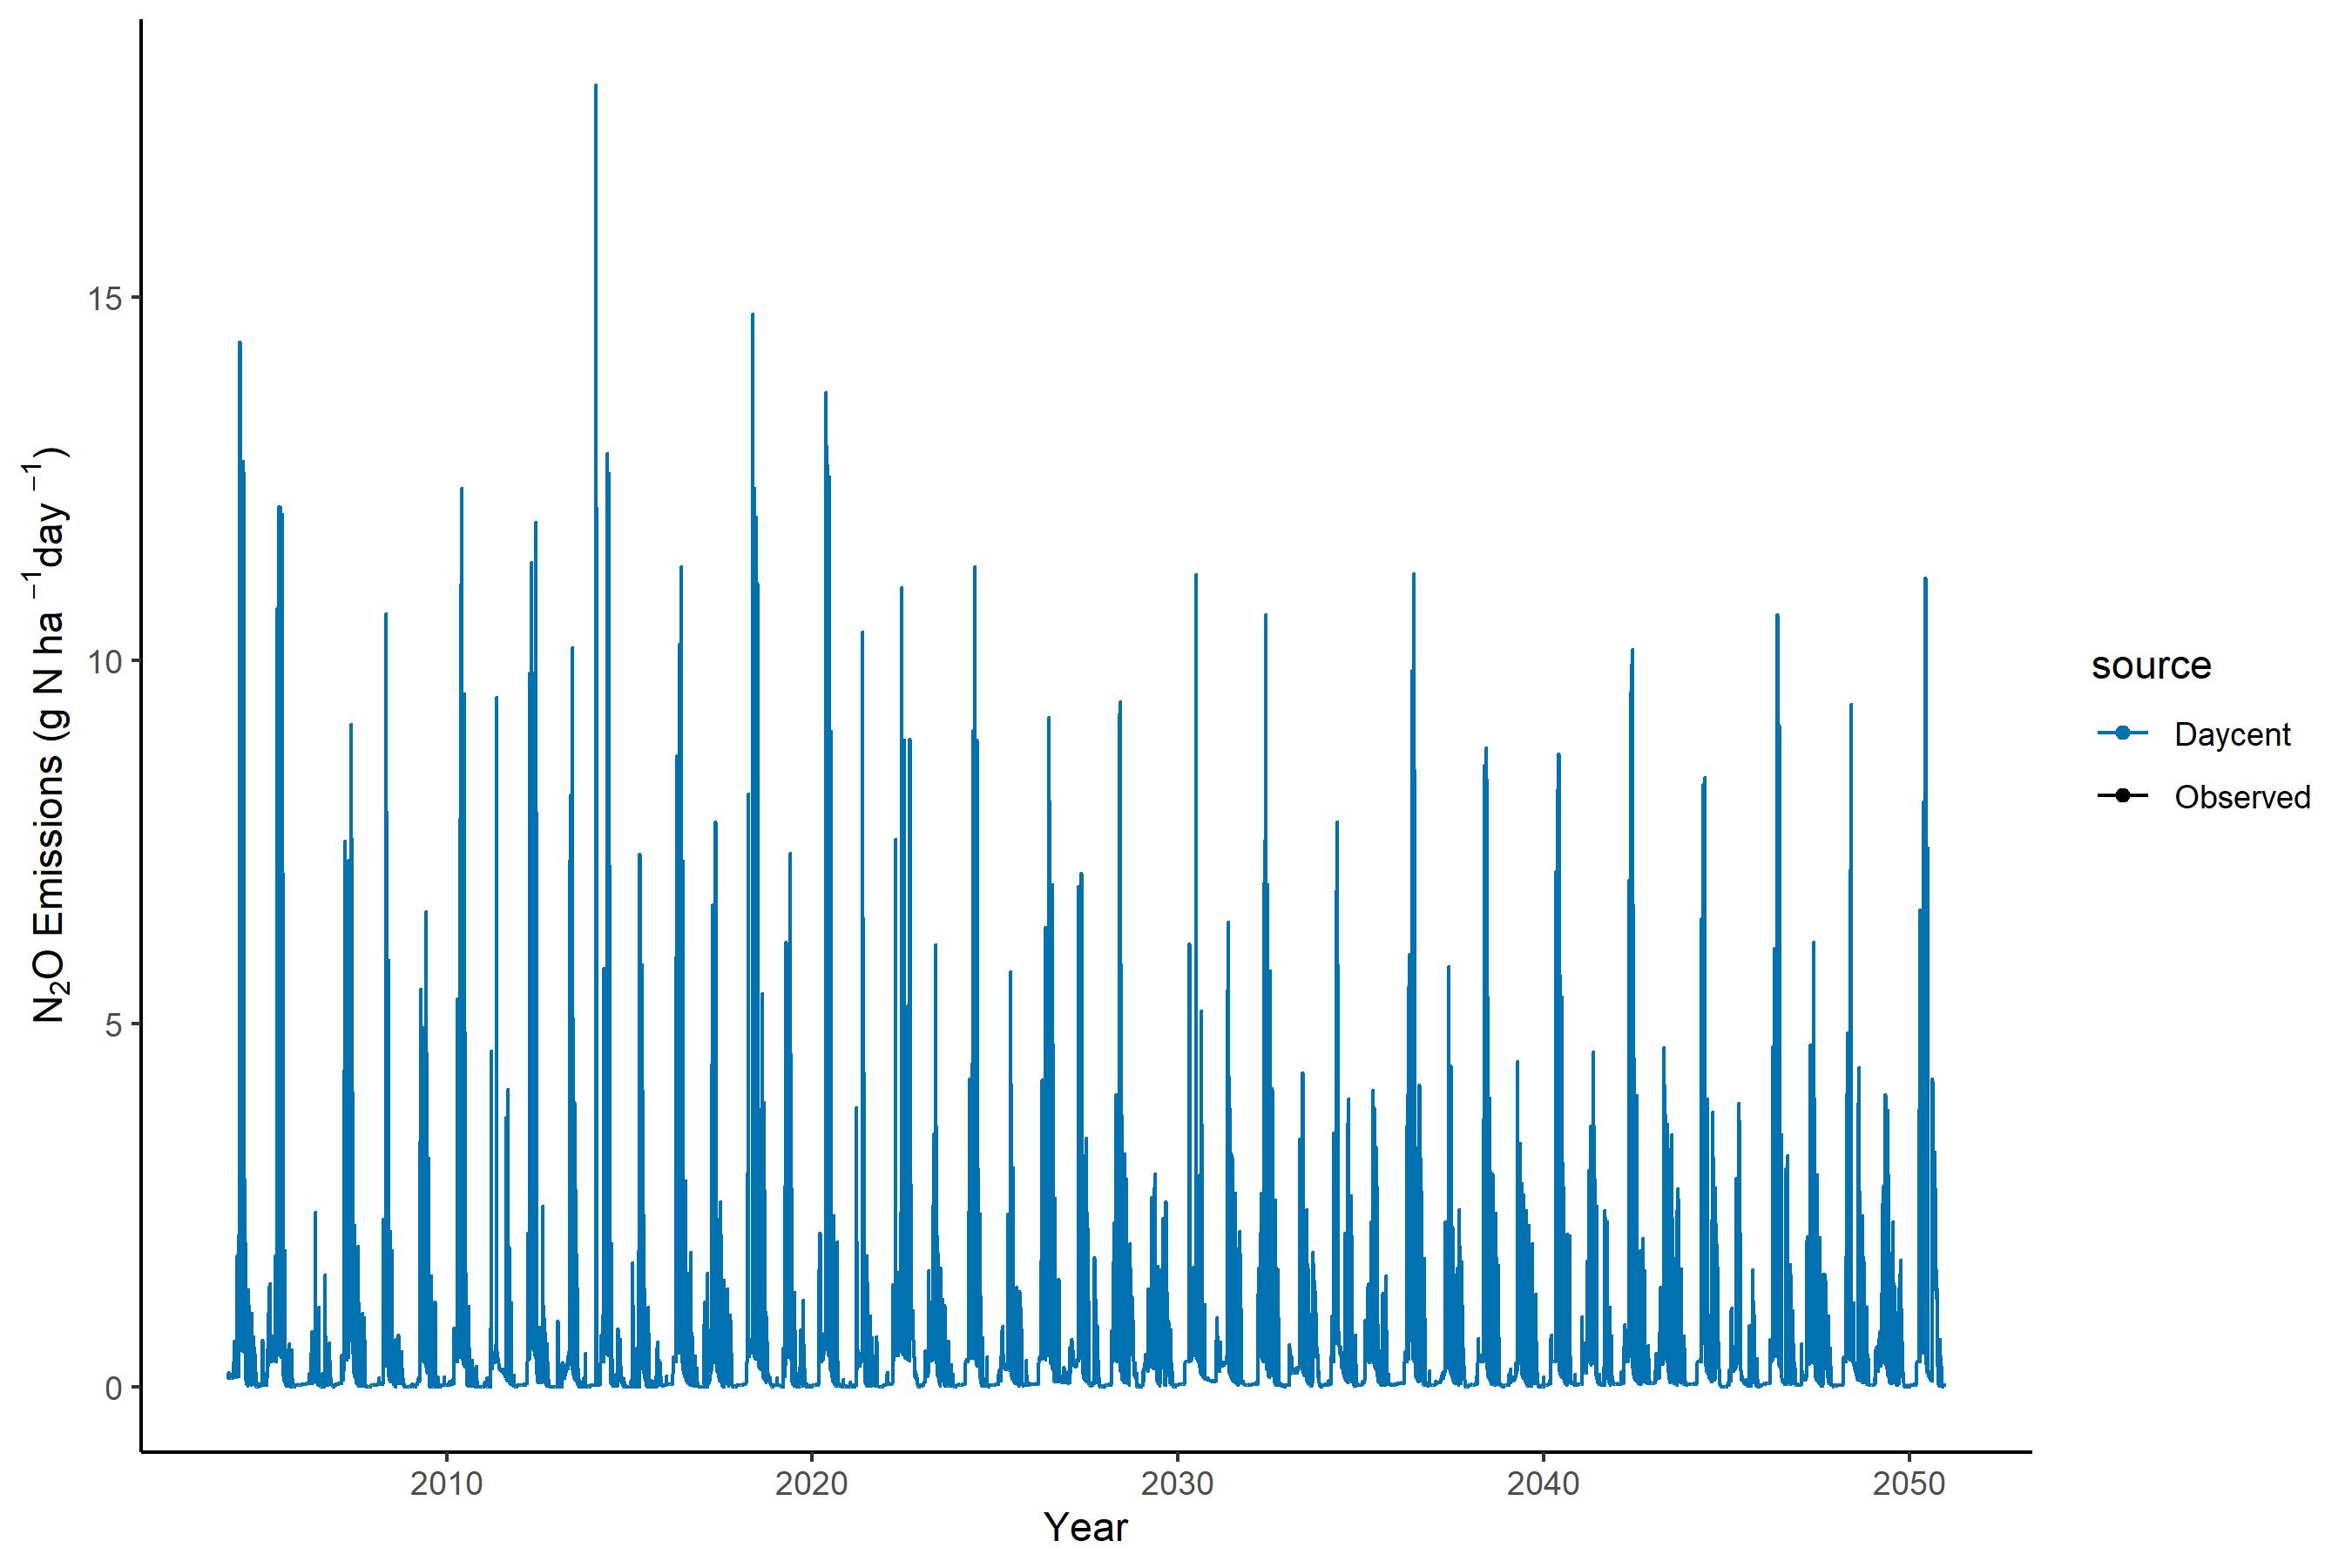 N₂O Emissions (g N ha ⁻¹day ⁻¹)
15
10
5
0
2010 2020 2030 2040 2050
Year
source
Daycent
Observed